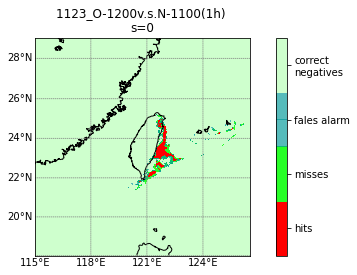 1123_O-1200v.s.N-1100(1h)
s=0
28°N
26°N
24°N
22°N
20°N
115°E
118°E
121°E
124°E
correct
negatives
fales alarm
misses
hits